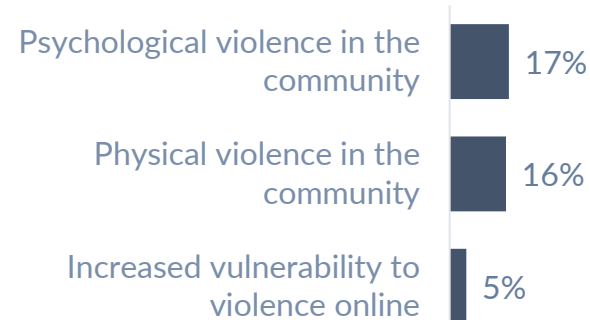 Psychological violence in the
community
17%
Physical violence in the
community
16%
Increased vulnerability to
violence online
5%